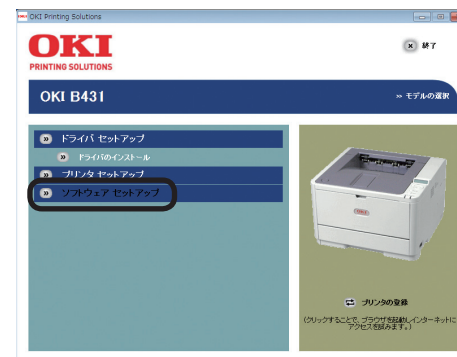 OKI Printing Solutions
OKI
PRINTING SOLUTIONS
終了
OKI B431
モデルの選択
ドライバ セットアップ
ドライバのインストール
プリンタ セットアップ
ソフトウェア セットアップ
プリンタの登録
(クリックすることで、ブラウザを起動しインターネットに
アクセスを試みます。)